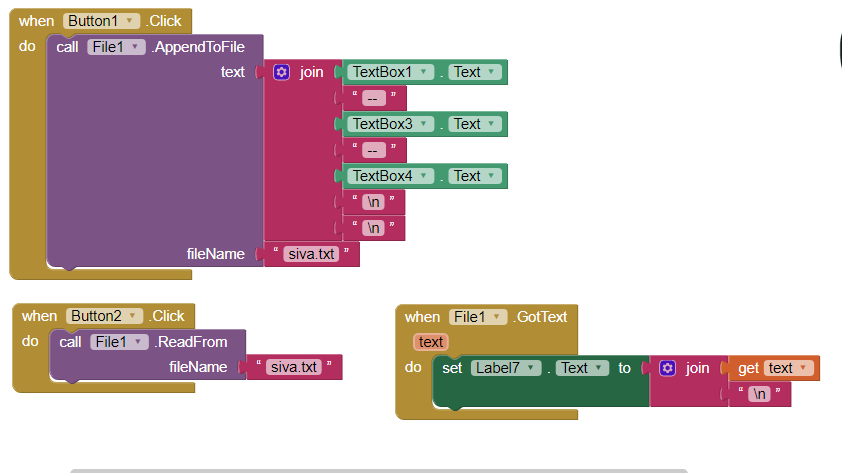 when Button1 .Click
do call File1 .AppendToFile
text join TextBox1 . Text
“ -- ”
TextBox3 . Text
“ -- ”
TextBox4 . Text
“ \n ”
“ \n ”
fileName “ siva.txt ”
when Button2 .Click
do call File1 .ReadFrom
fileName “ siva.txt ”
when File1 .GotText
text
do set Label7 . Text to join get text
“ \n ”